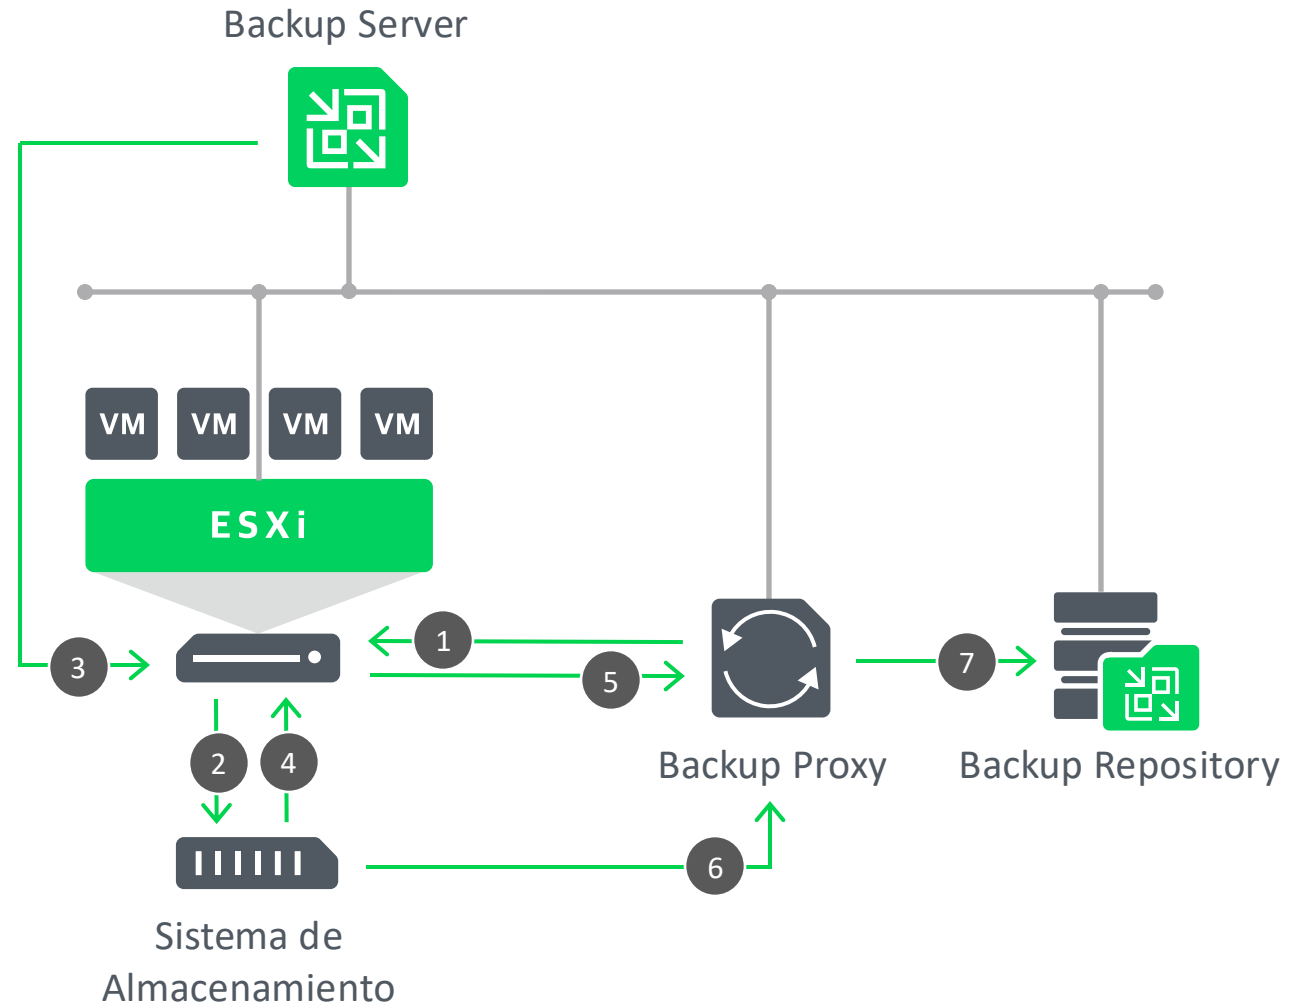 Backup Server
VM VM VM VM
ESXi
1
3
5
7
2
4
Backup Proxy
Backup Repository
6
Sistema de
Almacenamiento